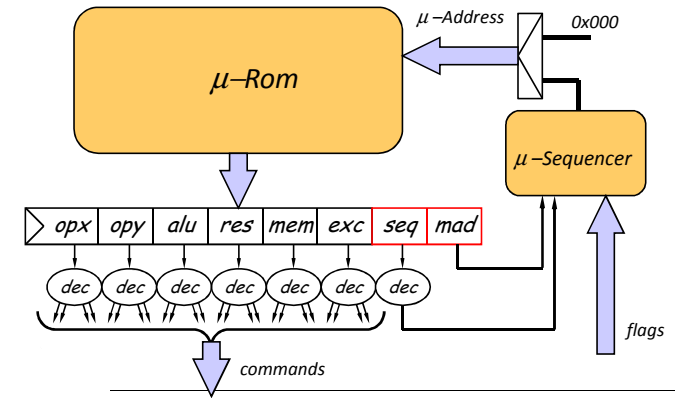 μ-Address
0x000
μ-Rom
μ-Sequencer
opx opy alu res mem exc seq mad
dec dec dec dec dec dec dec
flags
commands